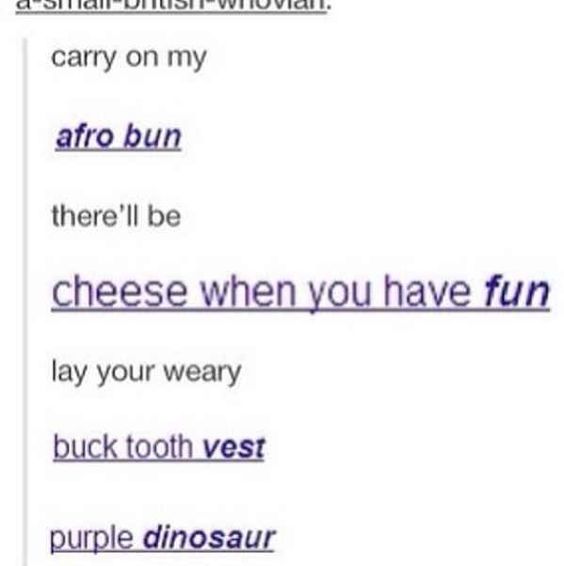 a-small-british-whovian:
carry on my
afro bun
there'll be
cheese when you have fun
lay your weary
buck tooth vest
purple dinosaur